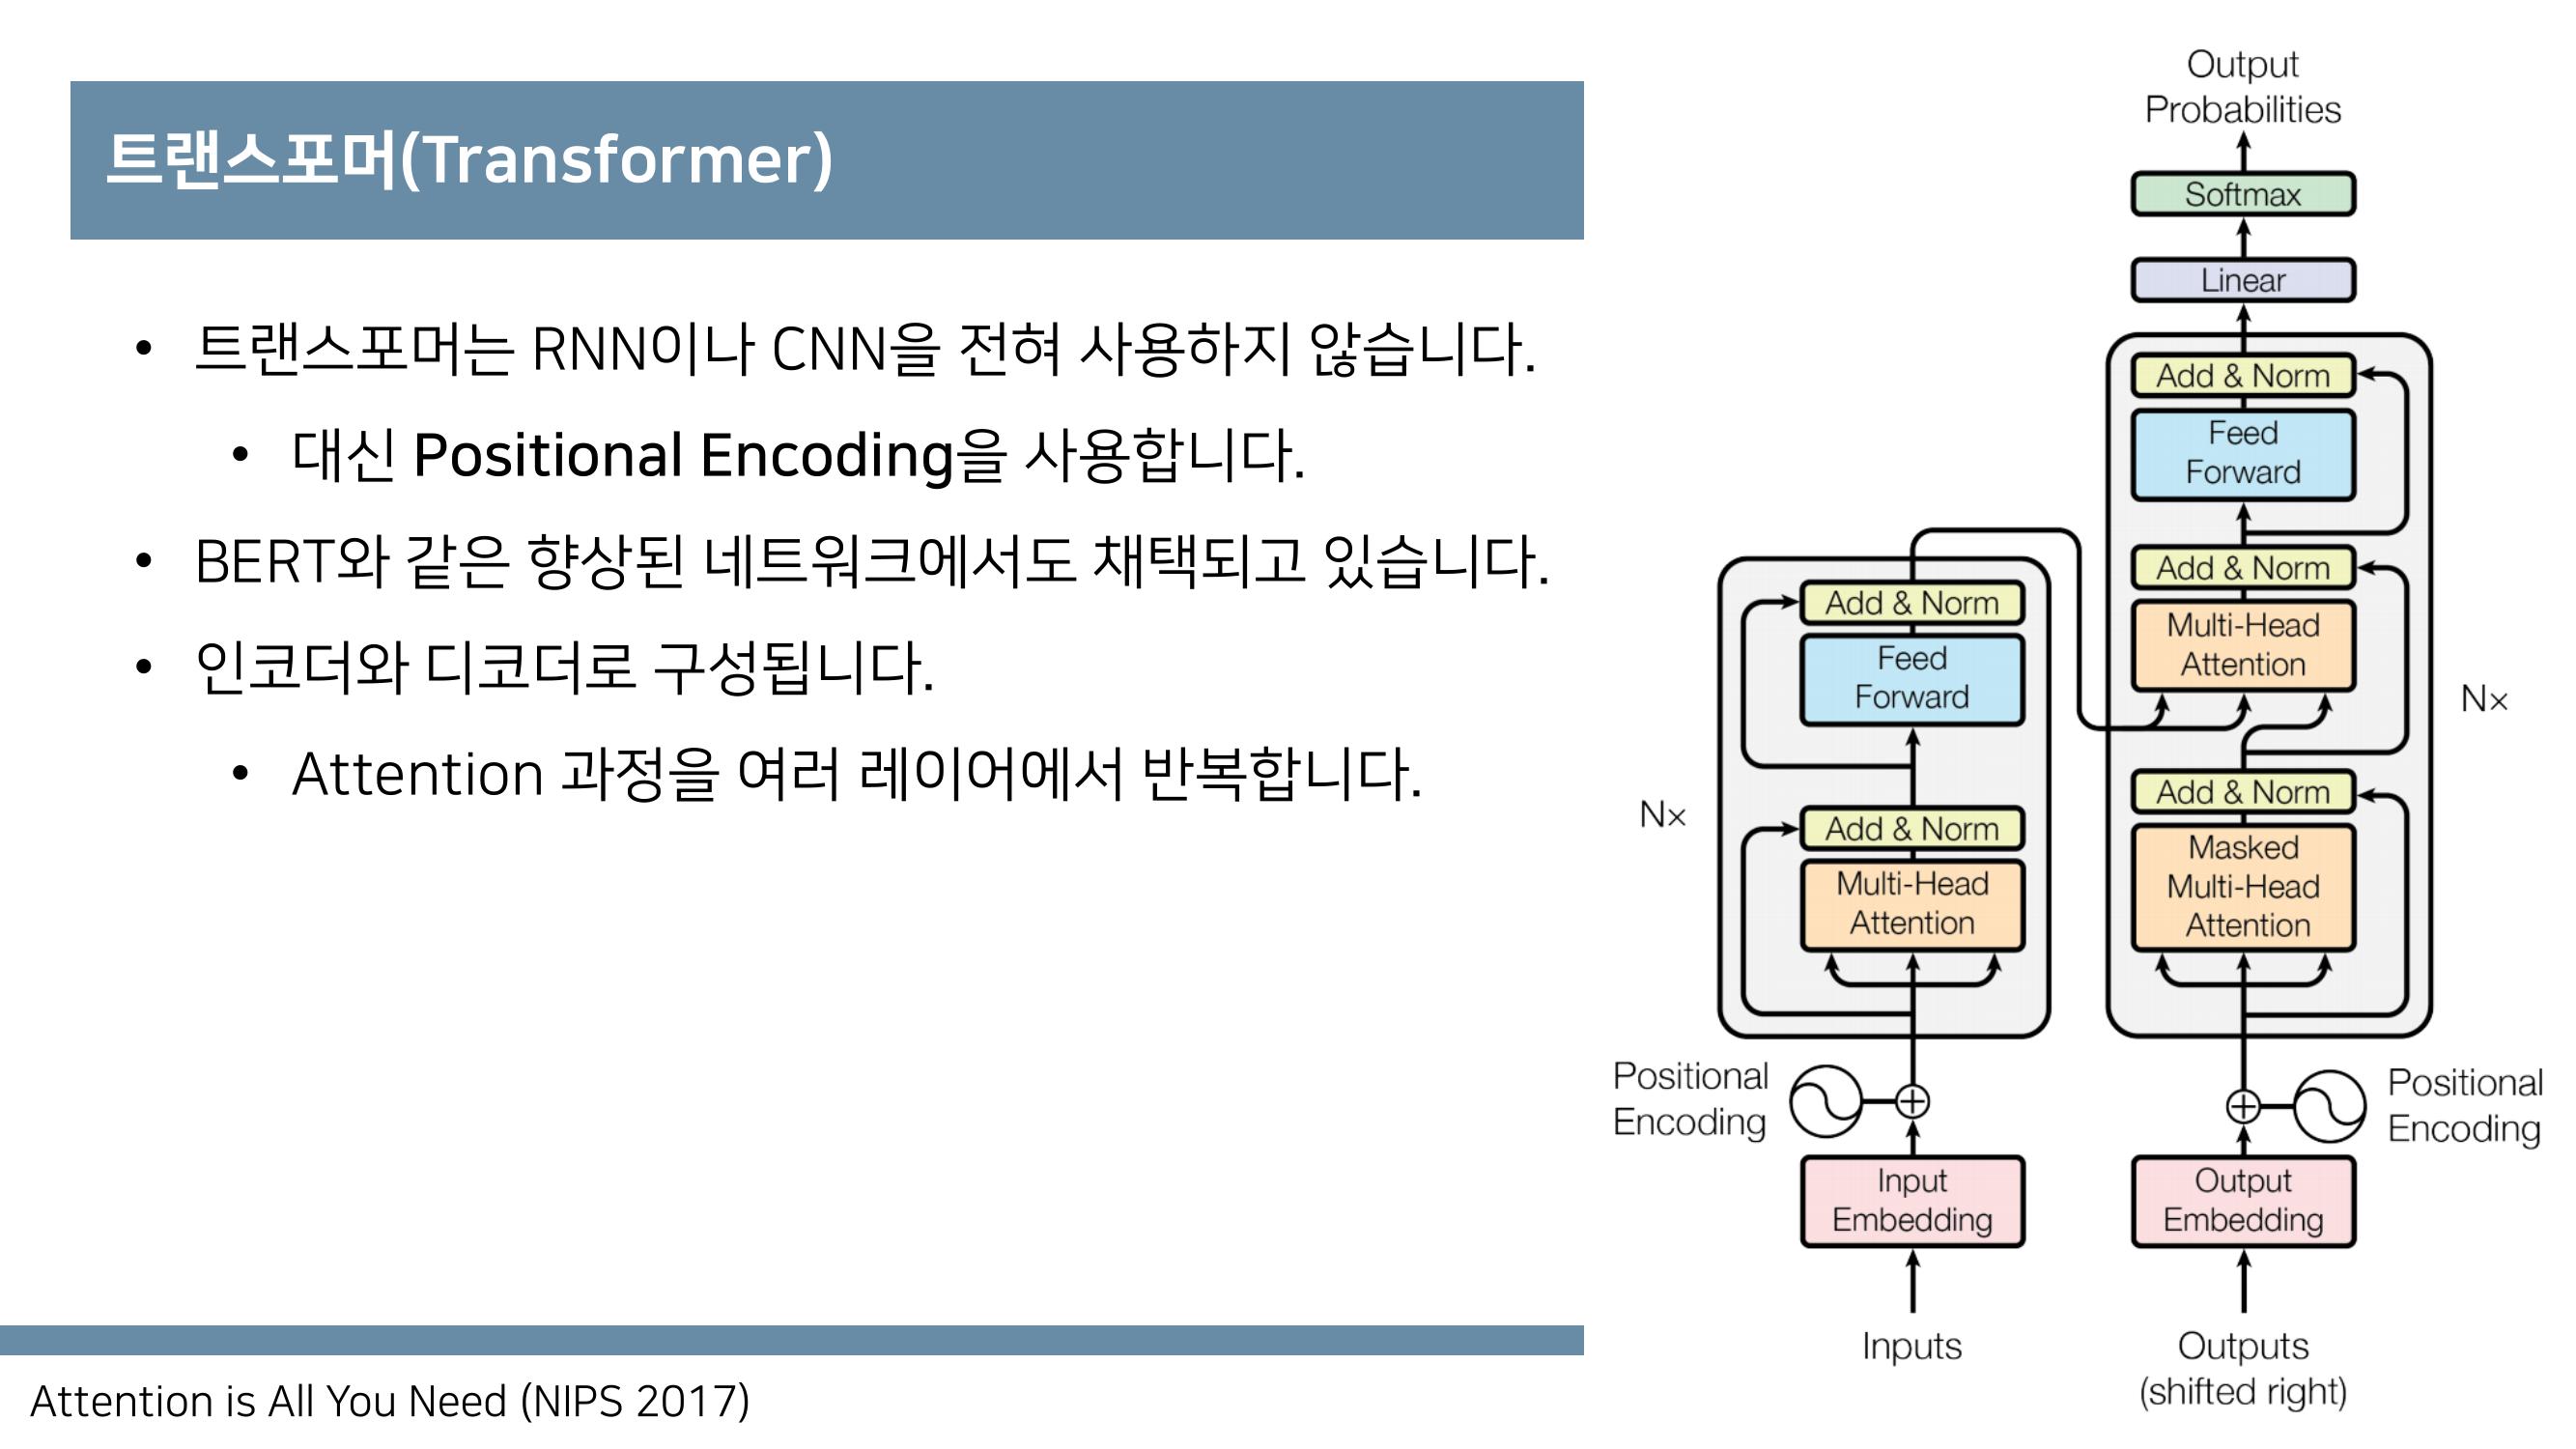 트랜스포머(Transformer)
• 트랜스포머는 RNN이나 CNN을 전혀 사용하지 않습니다.
• 대신 Positional Encoding을 사용합니다.
• BERT와 같은 향상된 네트워크에서도 채택되고 있습니다.
• 인코더와 디코더로 구성됩니다.
• Attention 과정을 여러 레이어에서 반복합니다.
Attention is All You Need (NIPS 2017)
Output
Probabilities
Softmax
Linear
Add & Norm
Feed
Forward
Add & Norm
Multi-Head
Attention
Nx
Add & Norm
Masked
Multi-Head
Attention
Add & Norm
Feed
Forward
Nx
Add & Norm
Multi-Head
Attention
Positional
Encoding
Positional
Encoding
Input
Embedding
Output
Embedding
Inputs
Outputs
(shifted right)